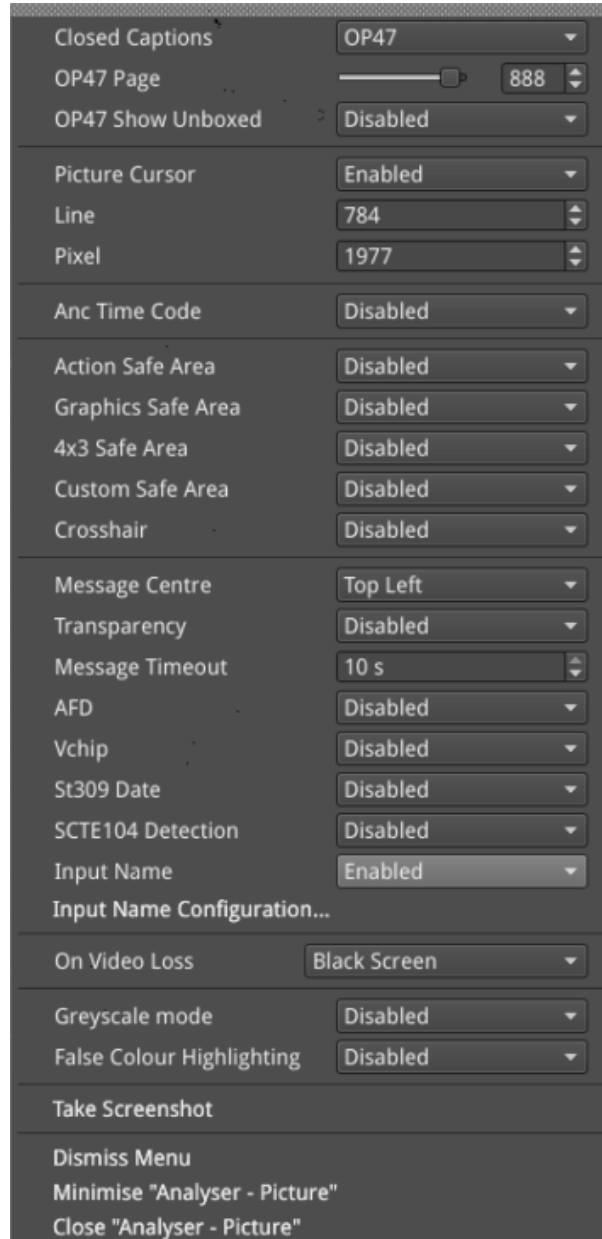 Closed Captions OP47
OP47 Page 888
OP47 Show Unboxed Disabled
Picture Cursor Enabled
Line 784
Pixel 1977
Anc Time Code Disabled
Action Safe Area Disabled
Graphics Safe Area Disabled
4x3 Safe Area Disabled
Custom Safe Area Disabled
Crosshair Disabled
Message Centre Top Left
Transparency Disabled
Message Timeout 10 s
AFD Disabled
Vchip Disabled
St309 Date Disabled
SCTE104 Detection Disabled
Input Name Enabled
Input Name Configuration...
On Video Loss Black Screen
Greyscale mode Disabled
False Colour Highlighting Disabled
Take Screenshot
Dismiss Menu
Minimise "Analyser - Picture"
Close "Analyser - Picture"